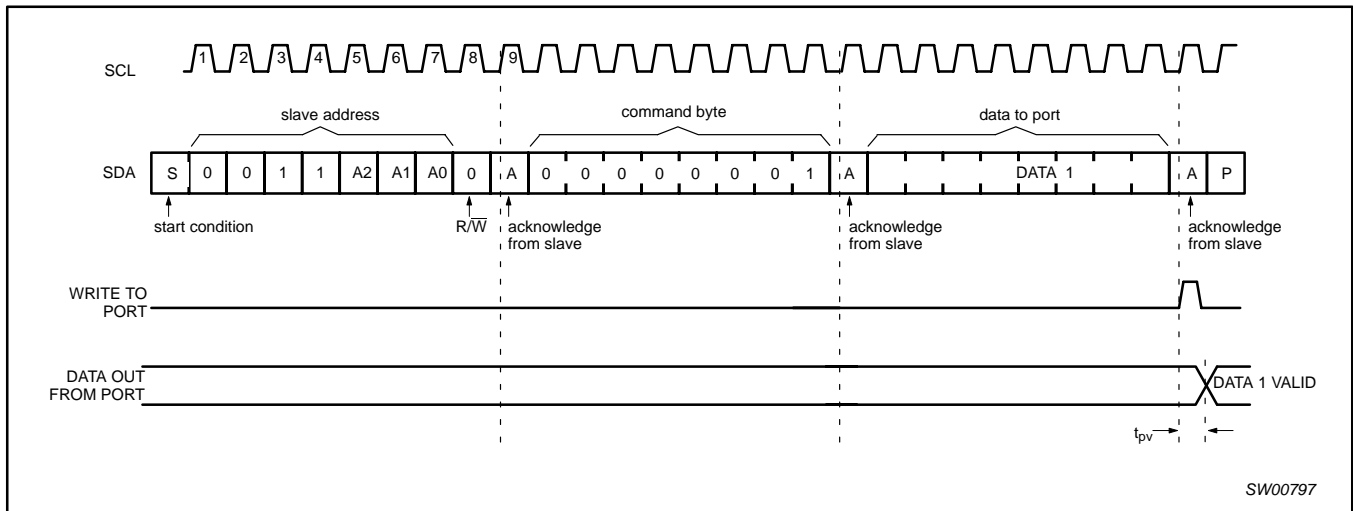 SCL 1 2 3 4 5 6 7 8 9
slave address command byte data to port
SDA S 0 0 1 1 A2 A1 A0 0 A 0 0 0 0 0 0 0 1 A DATA 1 A P
start condition R/W̅ acknowledge from slave acknowledge from slave acknowledge from slave
WRITE TO
PORT
DATA OUT
FROM PORT
DATA 1 VALID
tpv
SW00797